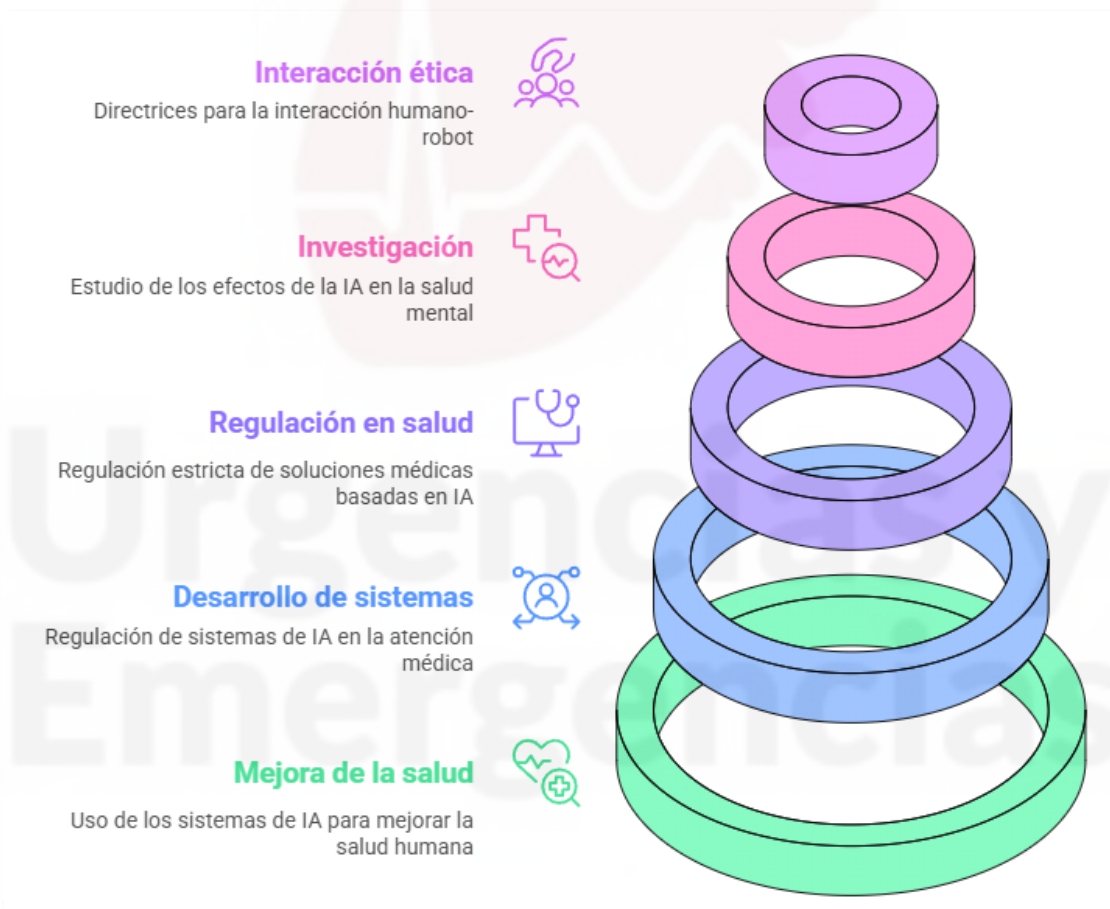 Interacción ética
Directrices para la interacción humano-
robot
Investigación
Estudio de los efectos de la IA en la salud
mental
Regulación en salud
Regulación estricta de soluciones médicas
basadas en IA
Urgencias y
Desarrollo de sistemas
Regulación de sistemas de IA en la atención
médica
Emergencias
Mejora de la salud
Uso de los sistemas de IA para mejorar la
salud humana